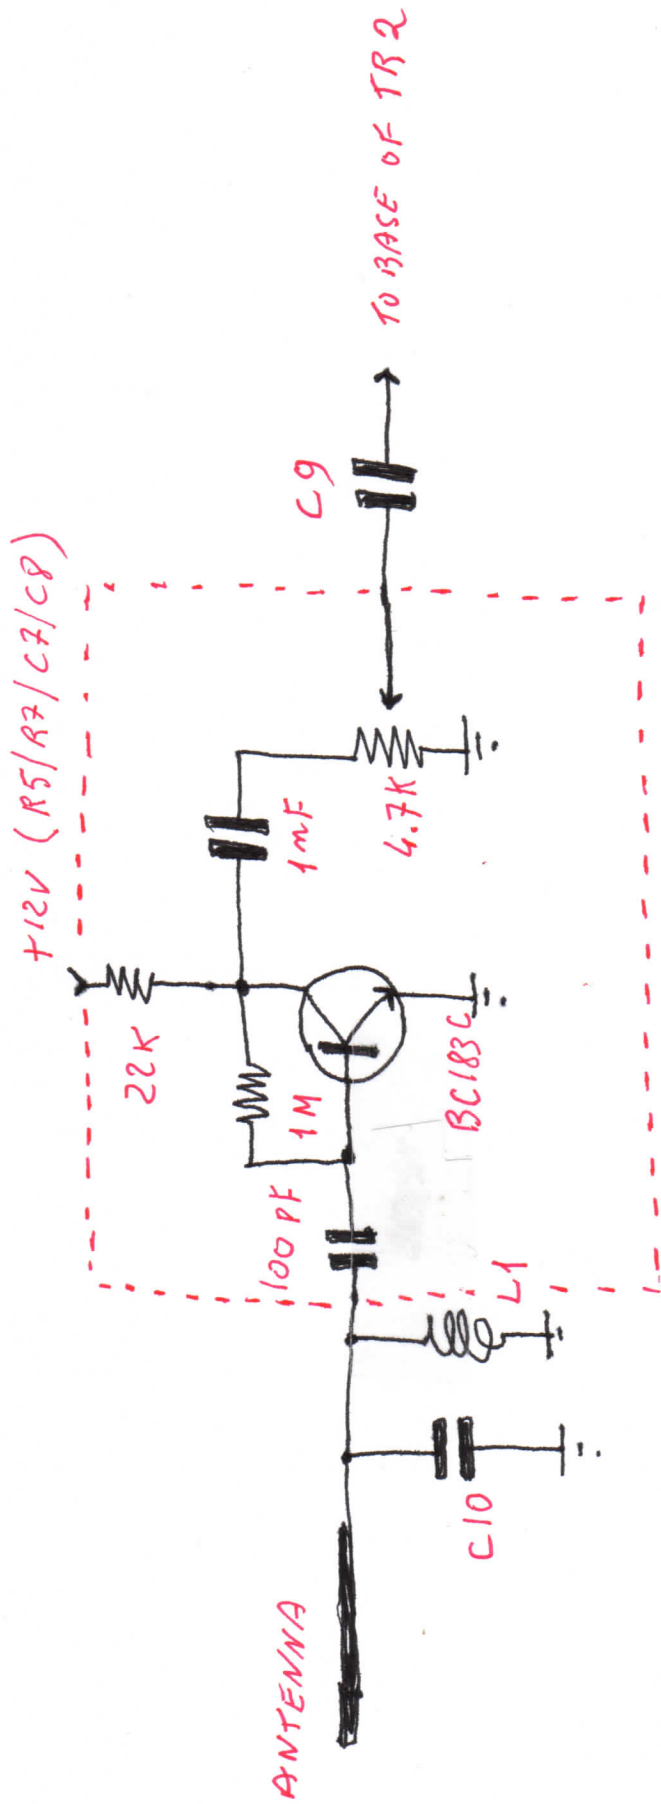 +12V (R5/R7/C7/C8)
22K
1M
1nF
C9
TO BASE OF TR2
ANTENNA
100PF
4.7K
BC183C
C10
L1